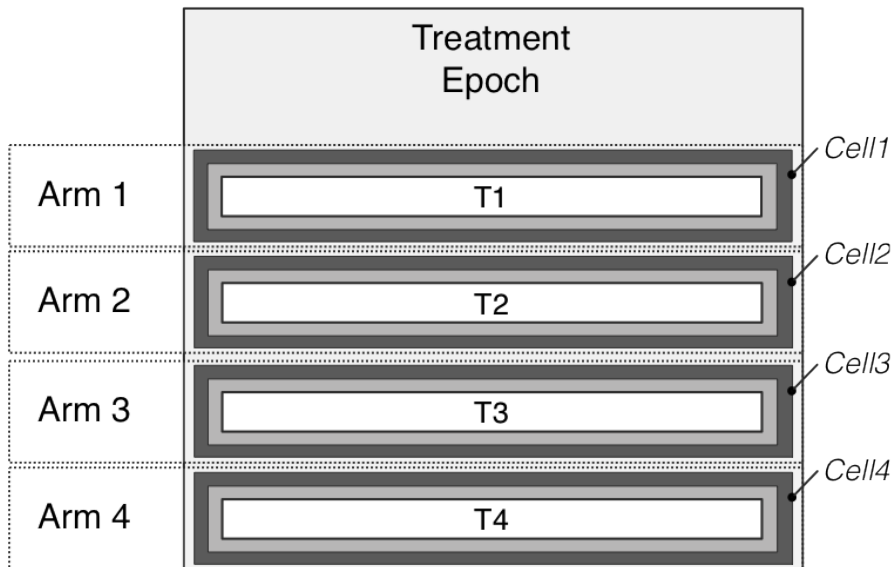 Treatment
Epoch
Cell1
Arm 1
T1
Cell2
Arm 2
T2
Cell3
Arm 3
T3
Cell4
Arm 4
T4